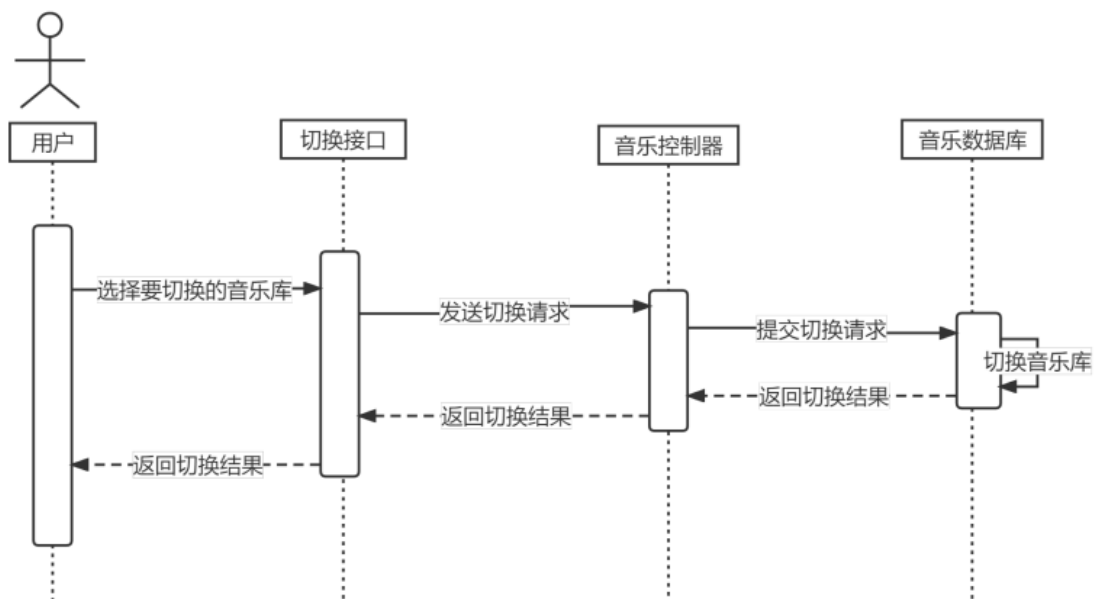 用户
切换接口
音乐控制器
音乐数据库
选择要切换的音乐库
发送切换请求
提交切换请求
切换音乐库
返回切换结果
返回切换结果
返回切换结果